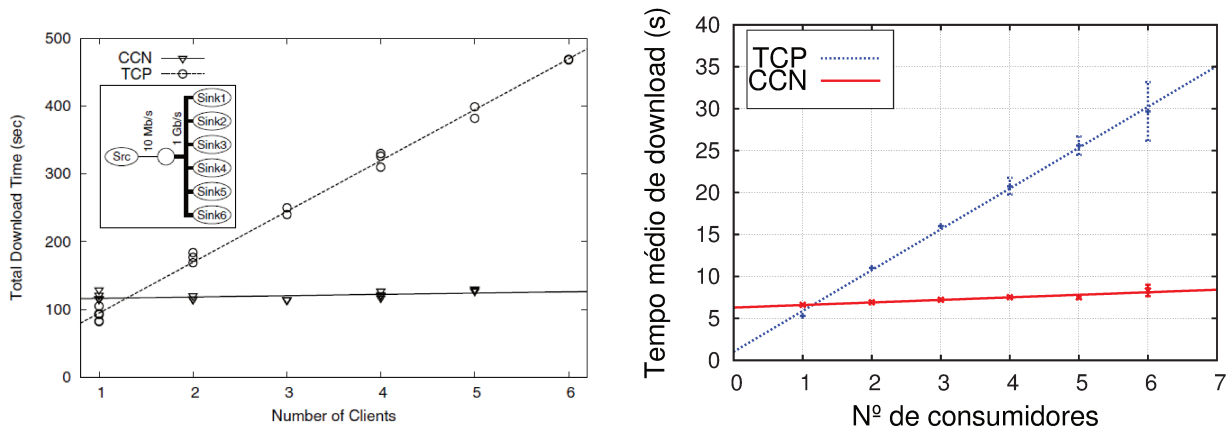 500
400
300
200
100
0
Total Download Time (sec)
CCN
TCP
Src
10 Mb/s
1 Gb/s
Sink1
Sink2
Sink3
Sink4
Sink5
Sink6
1 2 3 4 5 6
Number of Clients
40
35
30
25
20
15
10
5
0
Tempo médio de download (s)
TCP
CCN
0 1 2 3 4 5 6 7
Nº de consumidores